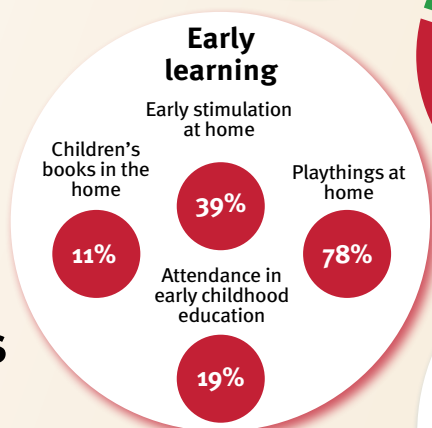 Early
learning
Early stimulation
at home
39%
Children’s
books in the
home
11%
Playthings at
home
78%
Attendance in
early childhood
education
19%
s